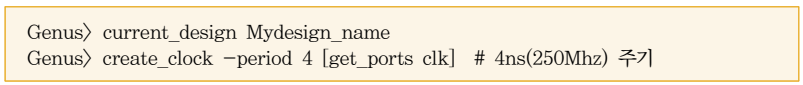 Genus〉 current_design Mydesign_name
Genus〉 create_clock -period 4 [get_ports clk]  # 4ns(250Mhz) 주기